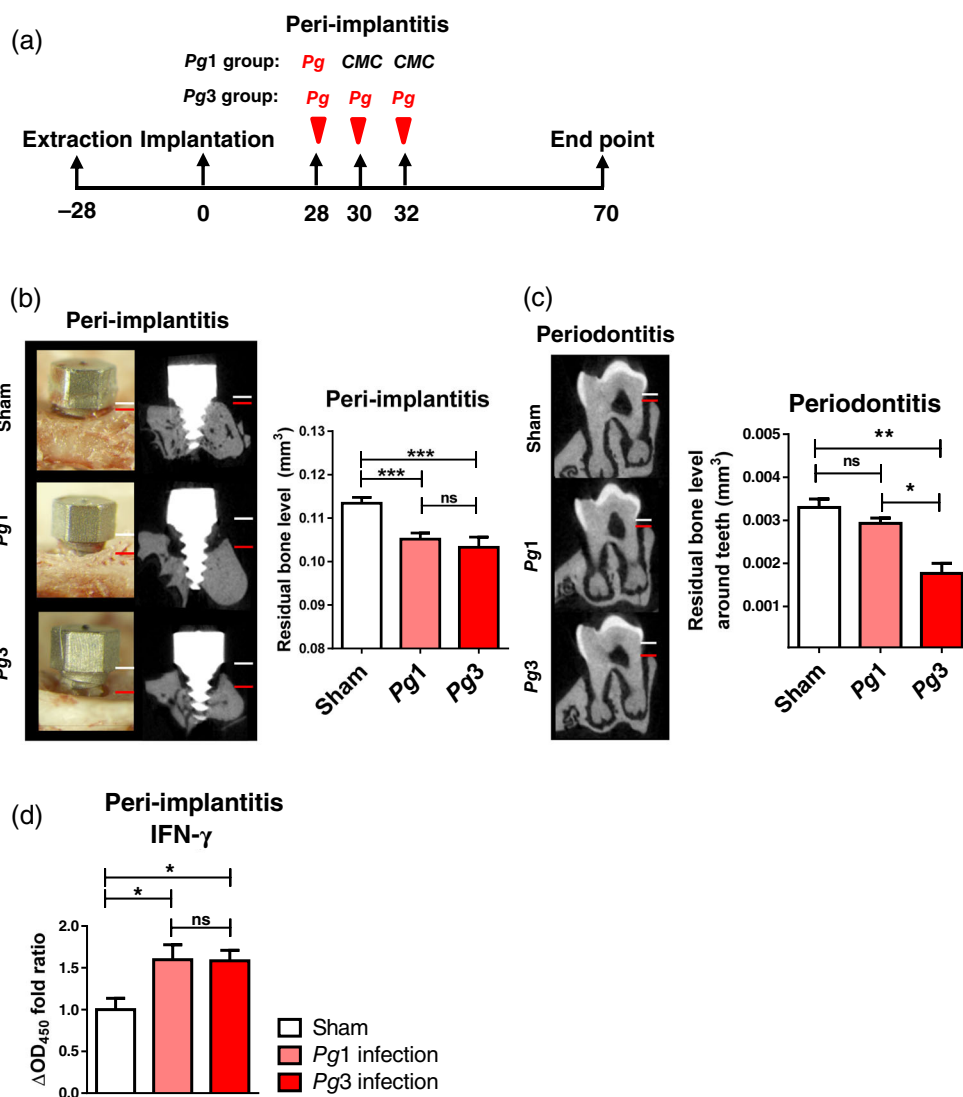 (a)
Peri-implantitis
Pg1 group: Pg CMC CMC
Pg3 group: Pg Pg Pg
Extraction Implantation End point
–28 0 28 30 32 70
(b)
Peri-implantitis
Sham
Pg1
Pg3
Peri-implantitis
Residual bone level (mm³)
0.13
0.12
0.11
0.10
0.09
0.08
***
***
ns
Sham Pg1 Pg3
(c)
Periodontitis
Sham
Pg1
Pg3
Periodontitis
Residual bone level
around teeth (mm³)
0.005
0.004
0.003
0.002
0.001
**
ns
*
Sham Pg1 Pg3
(d)
Peri-implantitis
IFN-γ
ΔOD₄₅₀ fold ratio
2.0
1.5
1.0
0.5
0.0
*
*
ns
Sham
Pg1 infection
Pg3 infection